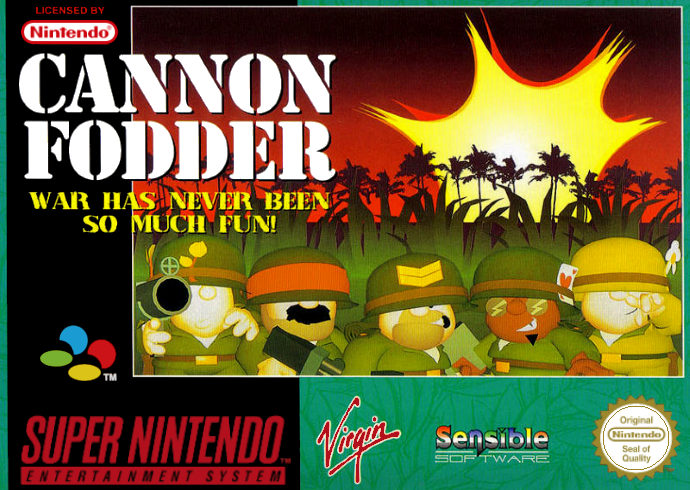 LICENSED BY
Nintendo®
CANNON
FODDER
WAR HAS NEVER BEEN
SO MUCH FUN!
TM
SUPER NINTENDO™
ENTERTAINMENT SYSTEM
Virgin
Sensible
SOFTWARE
Original
Nintendo
Seal of
Quality